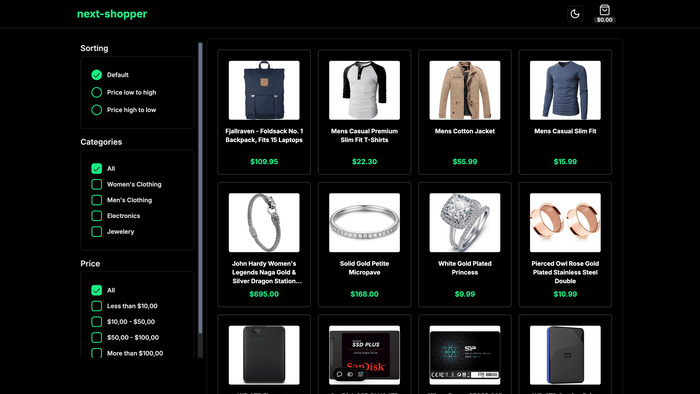 next-shopper
$0.00
Sorting
Default
Price low to high
Price high to low
Categories
All
Women's Clothing
Men's Clothing
Electronics
Jewelery
Price
All
Less than $10,00
$10,00 - $50,00
$50,00 - $100,00
More than $100,00
Fjallraven - Foldsack No. 1
Backpack, Fits 15 Laptops
$109.95
Mens Casual Premium
Slim Fit T-Shirts
$22.30
Mens Cotton Jacket
$55.99
Mens Casual Slim Fit
$15.99
John Hardy Women's
Legends Naga Gold &
Silver Dragon Station...
$695.00
Solid Gold Petite
Micropave
$168.00
White Gold Plated
Princess
$9.99
Pierced Owl Rose Gold
Plated Stainless Steel
Double
$10.99
SSD PLUS
SanDisk
SP